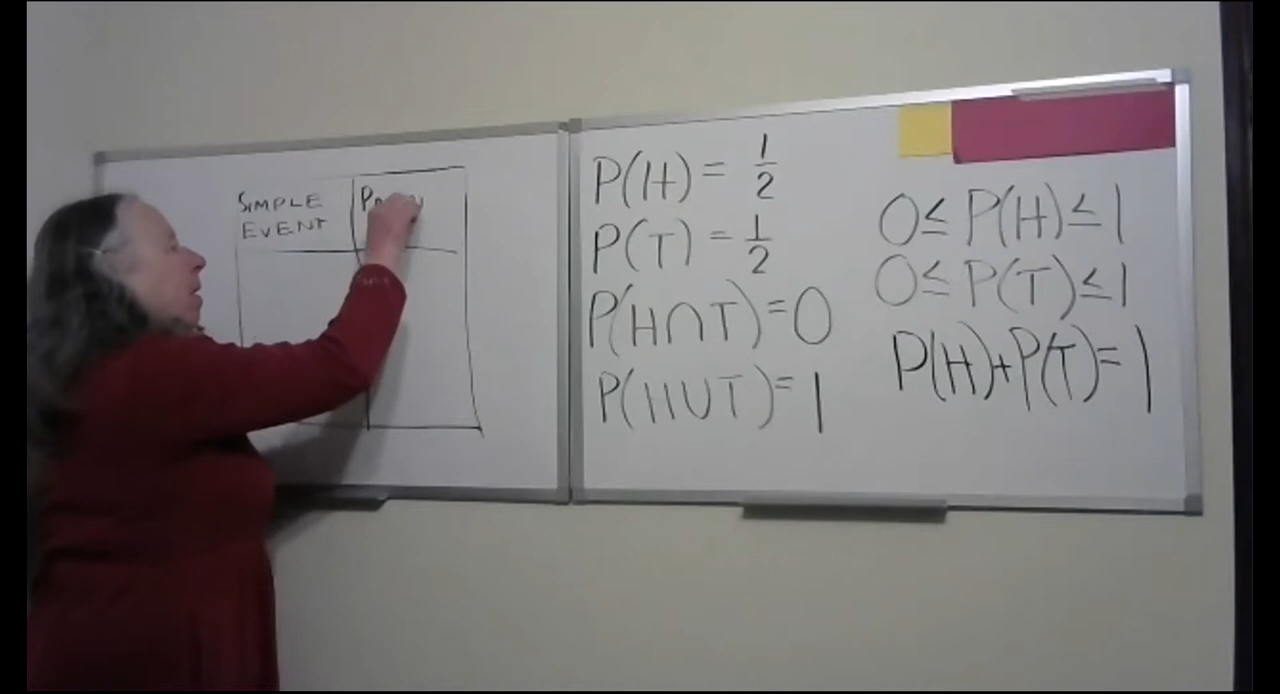 SIMPLE
EVENT
P(H) = 1/2
P(T) = 1/2
P(H∩T)=0
P(H∪T)=1
0≤P(H)≤1
0≤P(T)≤1
P(H)+P(T)=1